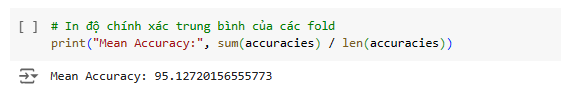 [ ] # In độ chính xác trung bình của các fold
print("Mean Accuracy:", sum(accuracies) / len(accuracies))
Mean Accuracy: 95.12720156555773